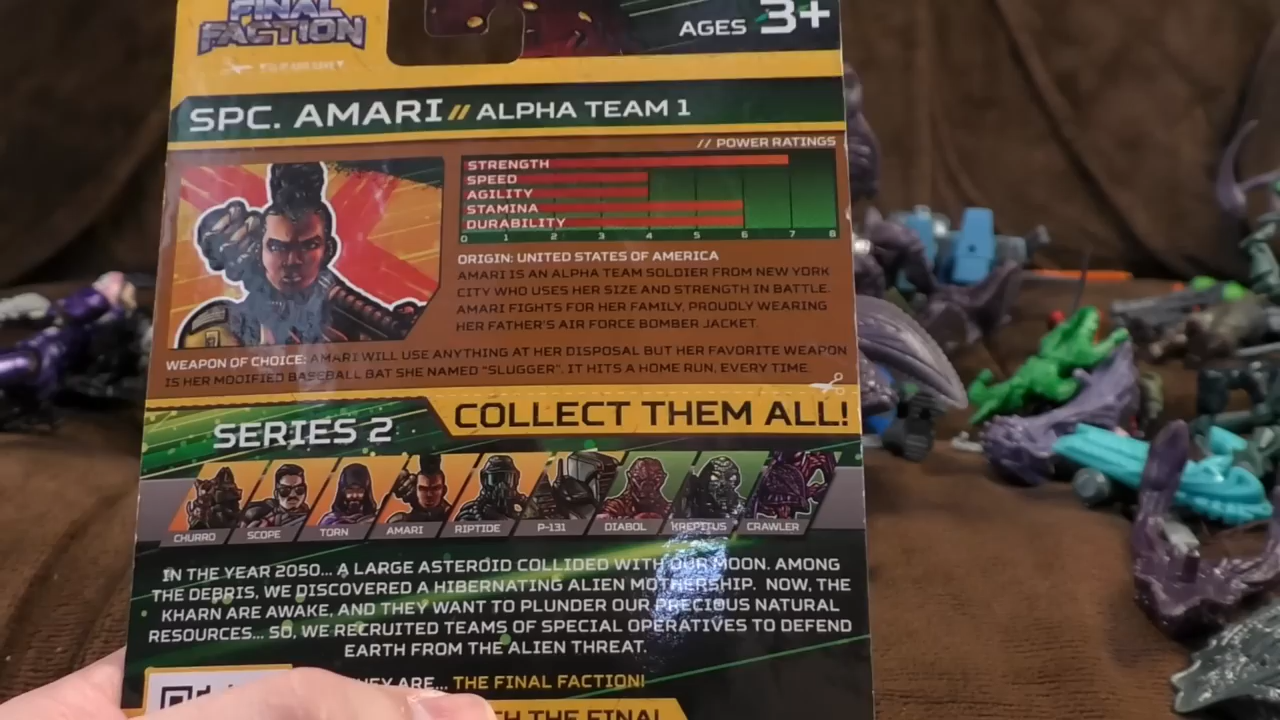 FINAL
FACTION
AGES 3+
SPC. AMARI // ALPHA TEAM 1
// POWER RATINGS
STRENGTH
SPEED
AGILITY
STAMINA
DURABILITY
0 1 2 3 4 5 6 7 8
ORIGIN: UNITED STATES OF AMERICA
AMARI IS AN ALPHA TEAM SOLDIER FROM NEW YORK
CITY WHO USES HER SIZE AND STRENGTH IN BATTLE.
AMARI FIGHTS FOR HER FAMILY, PROUDLY WEARING
HER FATHER'S AIR FORCE BOMBER JACKET.
WEAPON OF CHOICE: AMARI WILL USE ANYTHING AT HER DISPOSAL BUT HER FAVORITE WEAPON
IS HER MODIFIED BASEBALL BAT SHE NAMED "SLUGGER". IT HITS A HOME RUN, EVERY TIME.
COLLECT THEM ALL!
SERIES 2
CHURRO SCOPE TORN AMARI RIPTIDE P-131 DIABOL KREPITUS CRAWLER
IN THE YEAR 2050... A LARGE ASTEROID COLLIDED WITH OUR MOON. AMONG
THE DEBRIS, WE DISCOVERED A HIBERNATING ALIEN MOTHERSHIP. NOW, THE
KHARN ARE AWAKE, AND THEY WANT TO PLUNDER OUR PRECIOUS NATURAL
RESOURCES... SO, WE RECRUITED TEAMS OF SPECIAL OPERATIVES TO DEFEND
EARTH FROM THE ALIEN THREAT.
ARE... THE FINAL FACTION!
THE FINAL